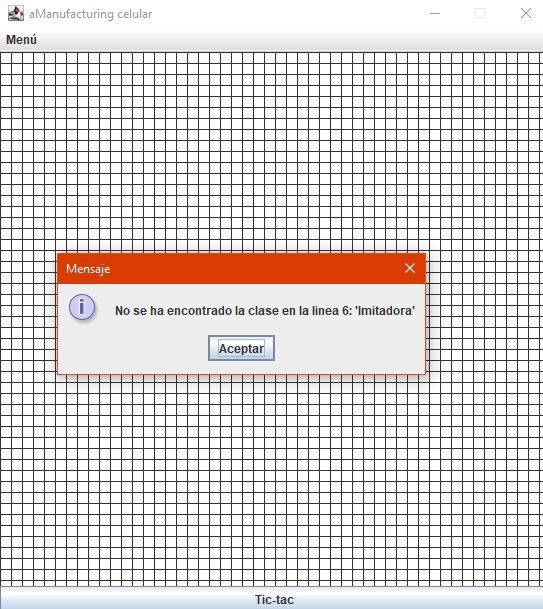 aManufacturing celular
Menú
Mensaje
No se ha encontrado la clase en la linea 6: 'Imitadora'
Aceptar
Tic-tac